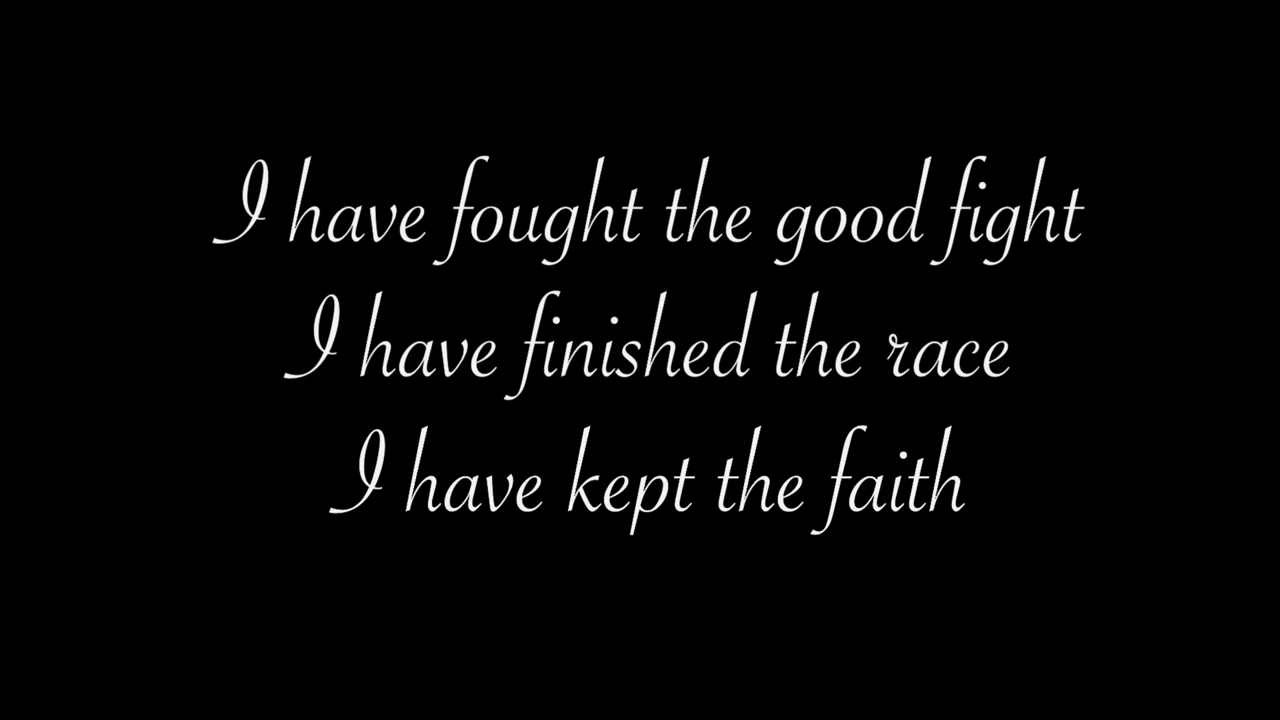 I have fought the good fight
I have finished the race
I have kept the faith